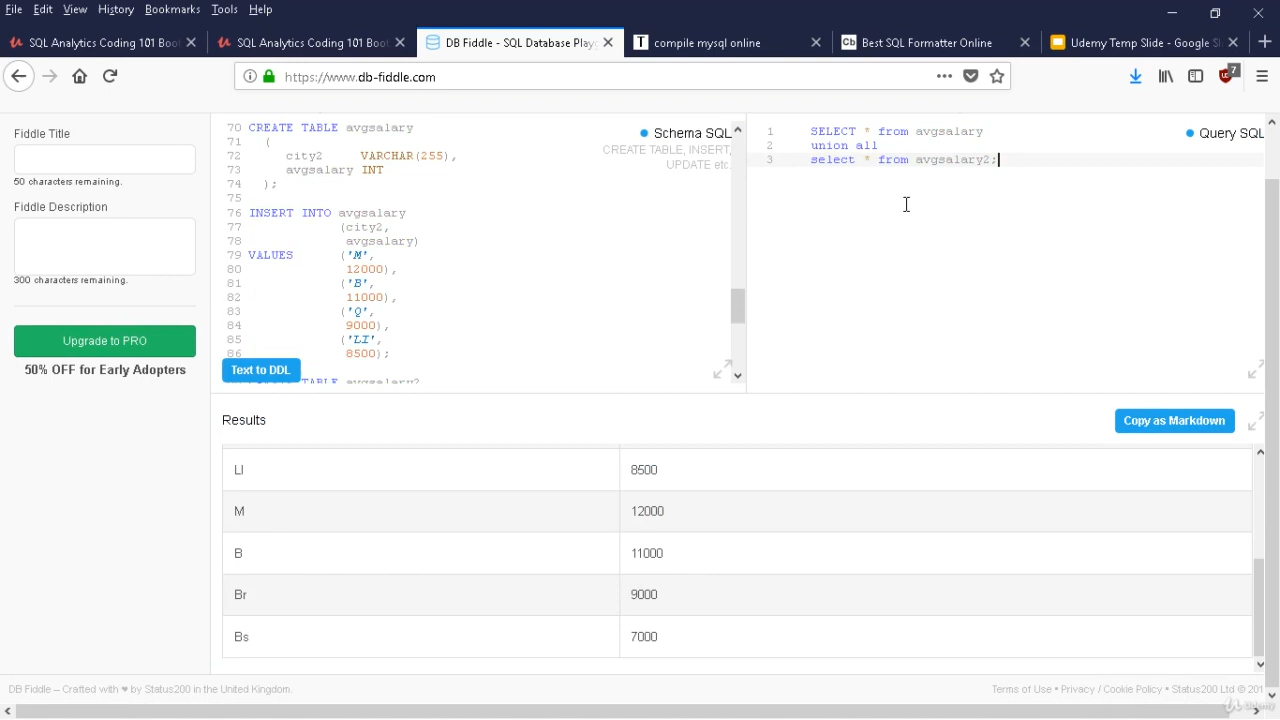 File Edit View History Bookmarks Tools Help
SQL Analytics Coding 101 Boot
SQL Analytics Coding 101 Boot
DB Fiddle - SQL Database Play
compile mysql online
Best SQL Formatter Online
Udemy Temp Slide - Google S
https://www.db-fiddle.com
7
Fiddle Title
50 characters remaining.
Fiddle Description
300 characters remaining.
Upgrade to PRO
50% OFF for Early Adopters
Schema SQL
CREATE TABLE, INSERT,
UPDATE etc.
70 CREATE TABLE avgsalary
71 (
72 city2 VARCHAR(255),
73 avgsalary INT
74 );
75
76 INSERT INTO avgsalary
77 (city2,
78 avgsalary)
79 VALUES ('M',
80 12000),
81 ('B',
82 11000),
83 ('Q',
84 9000),
85 ('LI',
86 8500);
TABLE avgsalary2
Text to DDL
Query SQL
1 SELECT * from avgsalary
2 union all
3 select * from avgsalary2;
Results
Copy as Markdown
LI 8500
M 12000
B 11000
Br 9000
Bs 7000
DB Fiddle – Crafted with ♥ by Status200 in the United Kingdom.
Terms of Use • Privacy / Cookie Policy • Status200 Ltd © 201
Udemy